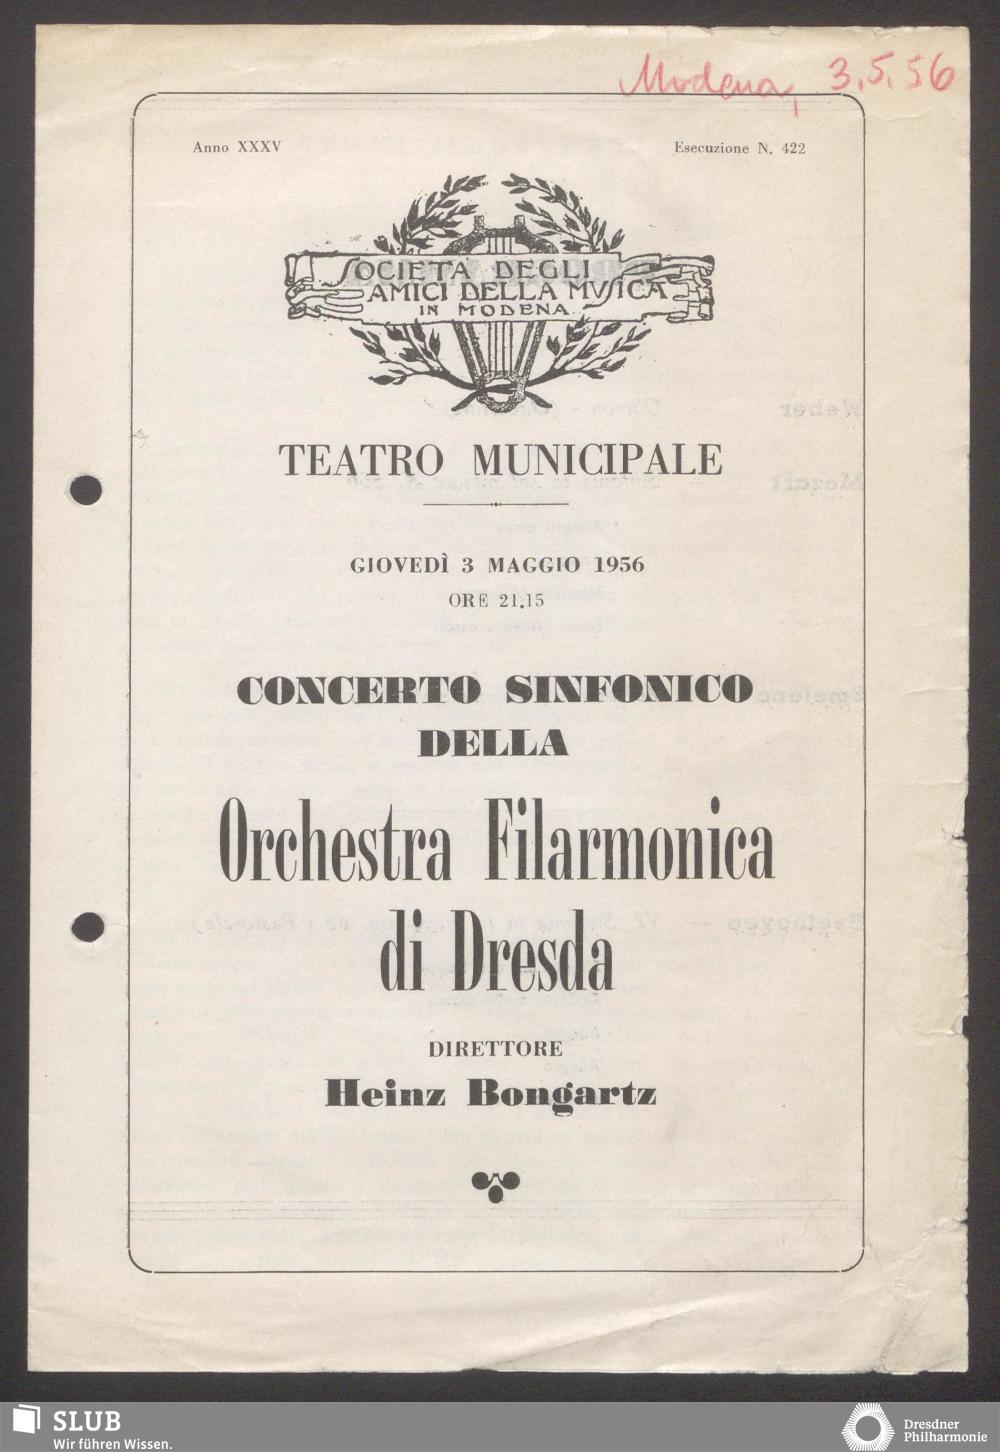 Modena, 3.5.56
Anno XXXV
Esecuzione N. 422
SOCIETA DEGLI
AMICI DELLA MVSICA
IN MODENA
TEATRO MUNICIPALE
GIOVEDÌ 3 MAGGIO 1956
ORE 21.15
CONCERTO SINFONICO
DELLA
Orchestra Filarmonica
di Dresda
DIRETTORE
Heinz Bongartz
SLUB
Wir führen Wissen.
Dresdner
Philharmonie